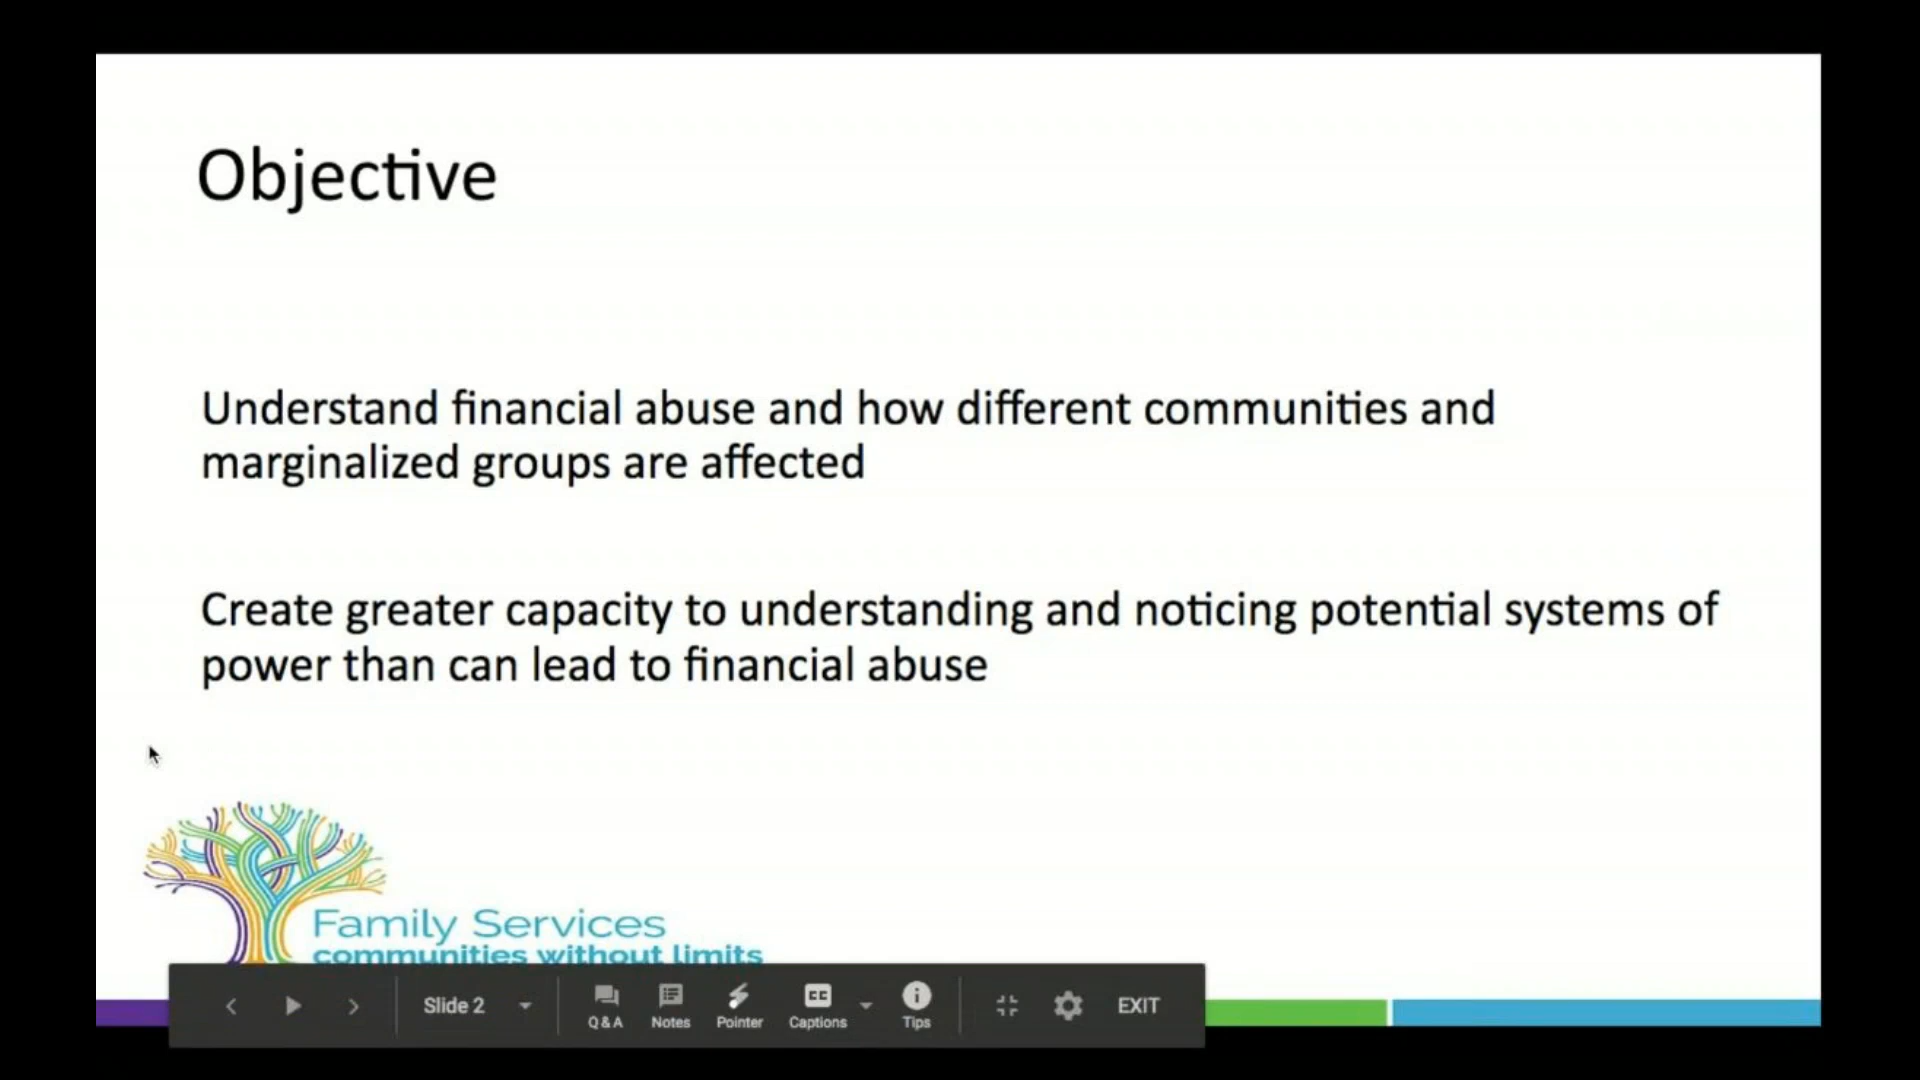 Objective
Understand financial abuse and how different communities and
marginalized groups are affected
Create greater capacity to understanding and noticing potential systems of
power than can lead to financial abuse
Family Services
communities without limits
Slide 2
Q & A
Notes
Pointer
CC
Captions
Tips
EXIT